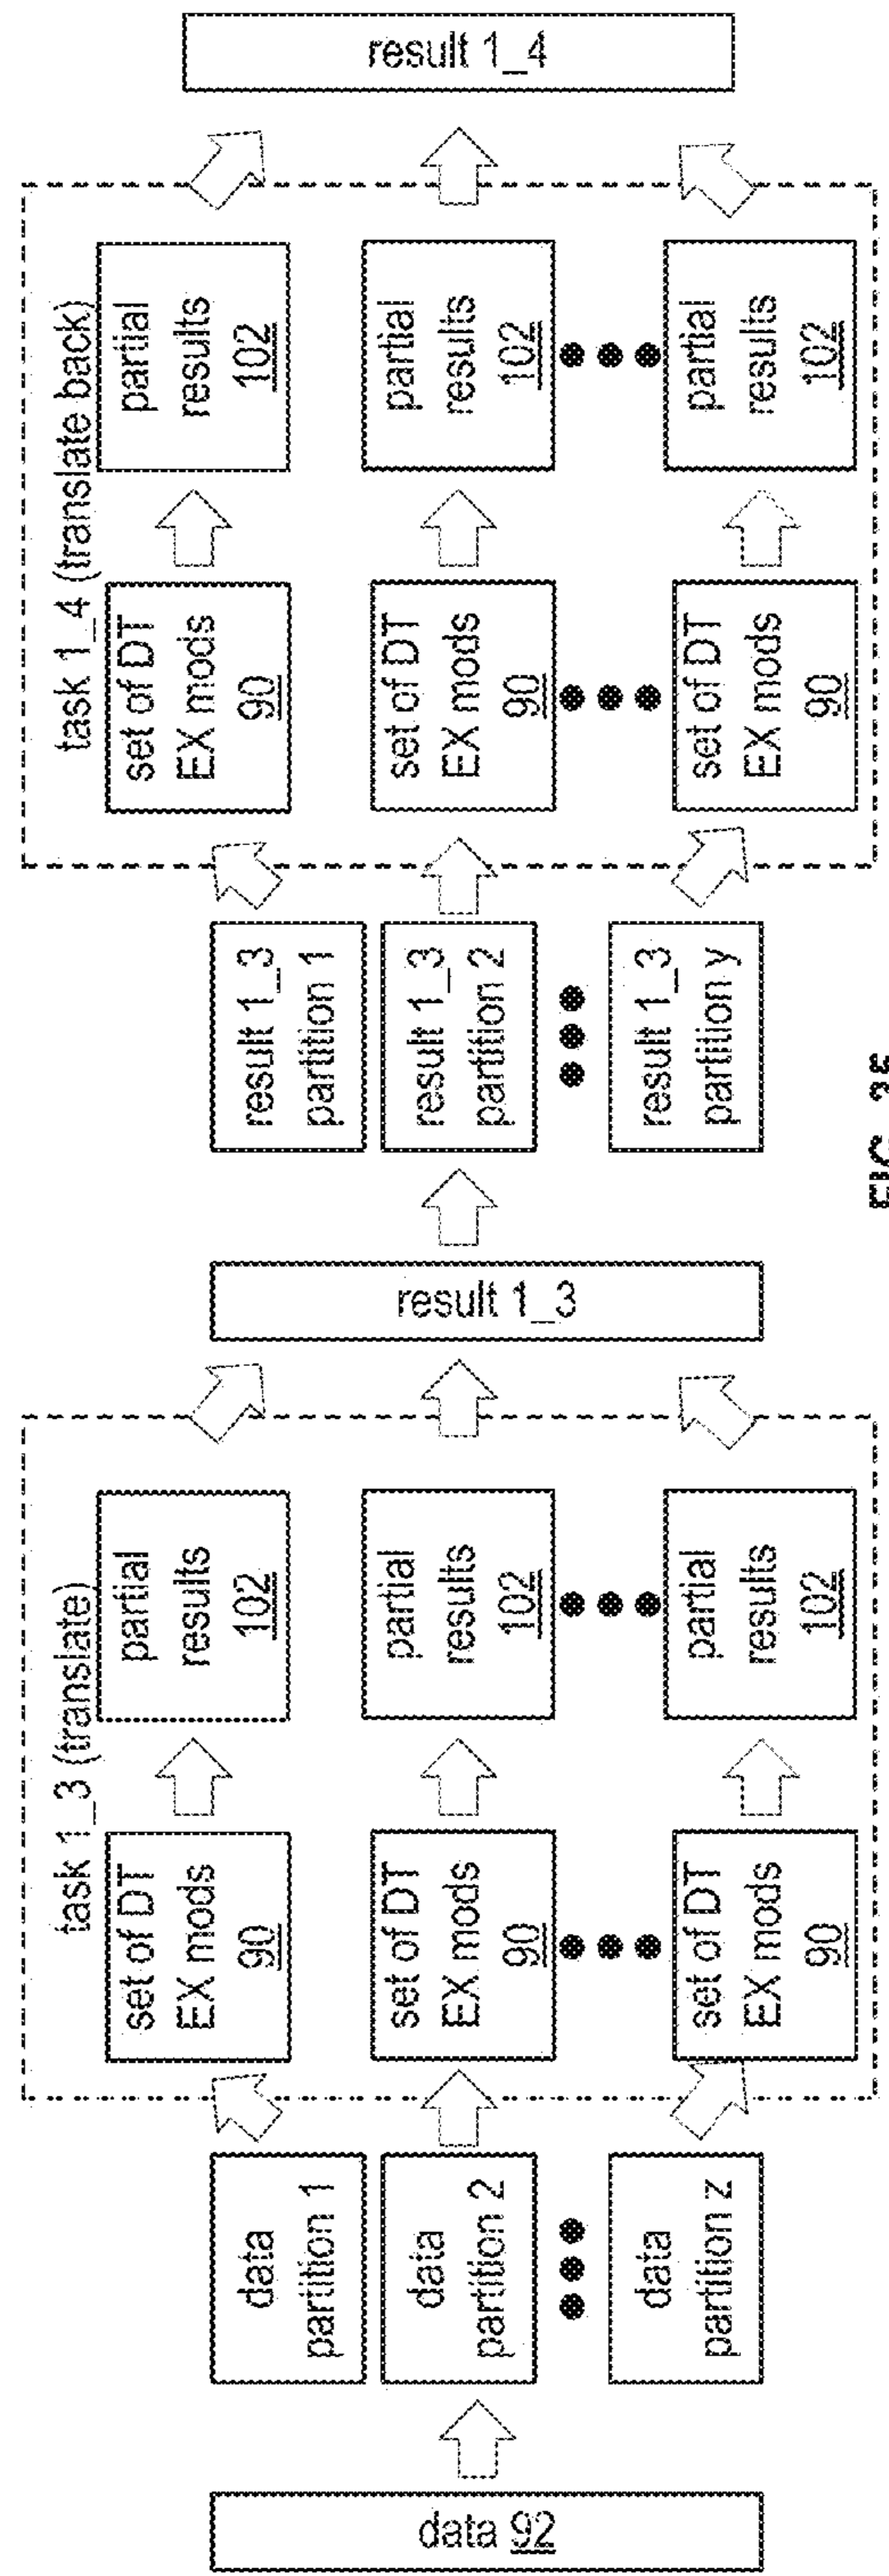 data 92
data
partition 1
data
partition 2
data
partition z
task 1_3 (translate)
set of DT
EX mods
90
set of DT
EX mods
90
set of DT
EX mods
90
partial
results
102
partial
results
102
partial
results
102
result 1_3
result 1_3
partition 1
result 1_3
partition 2
result 1_3
partition y
task 1_4 (translate back)
set of DT
EX mods
90
set of DT
EX mods
90
set of DT
EX mods
90
partial
results
102
partial
results
102
partial
results
102
result 1_4
FIG.